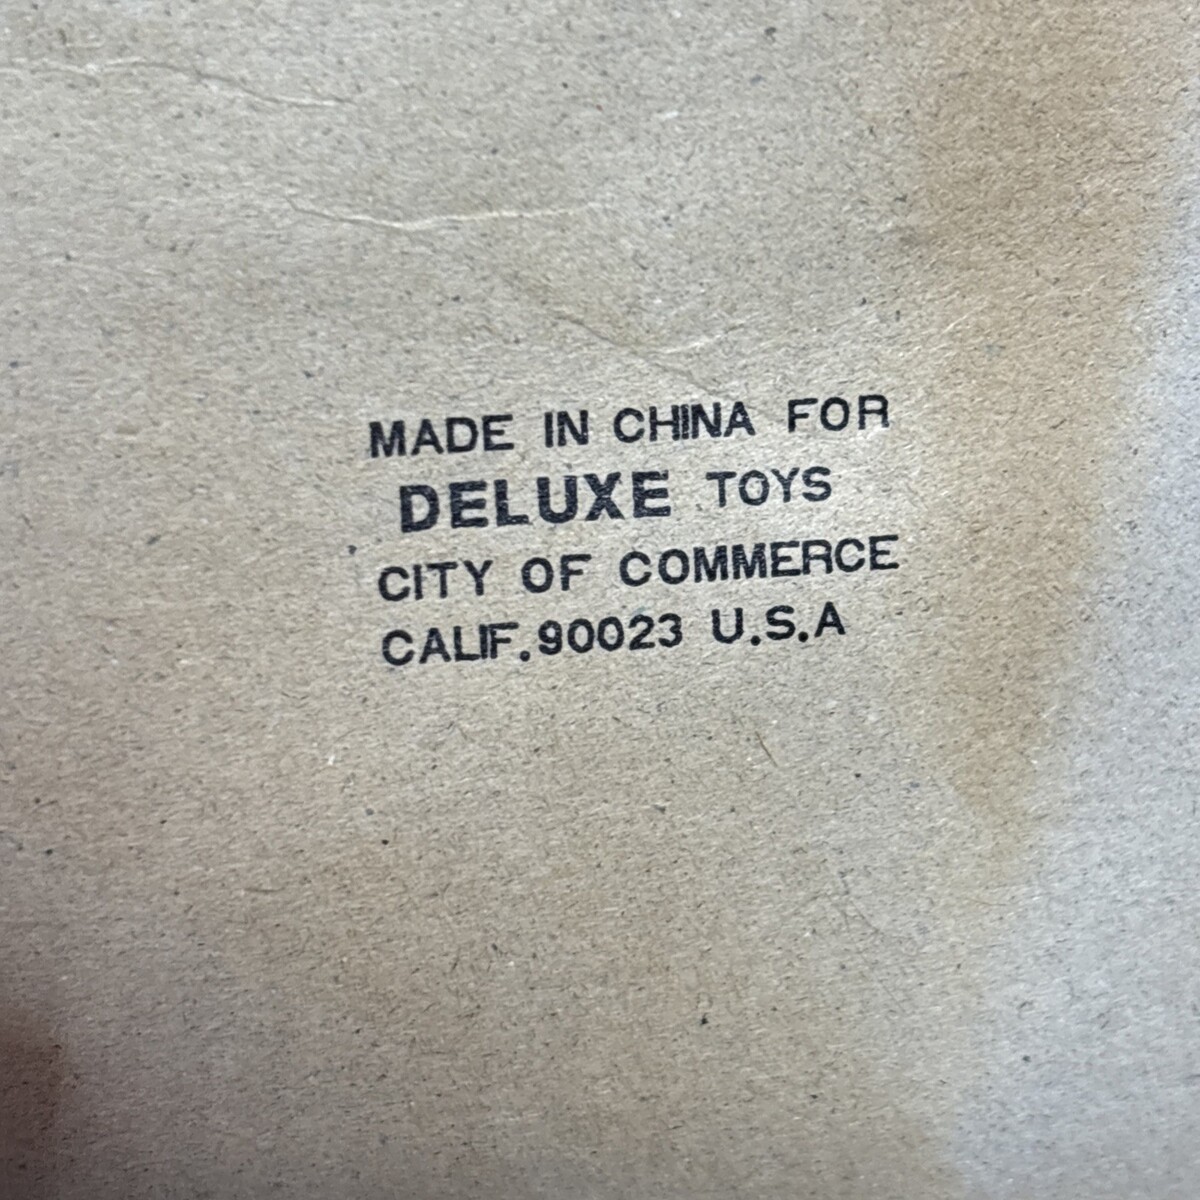 MADE IN CHINA FOR
DELUXE TOYS
CITY OF COMMERCE
CALIF.90023 U.S.A